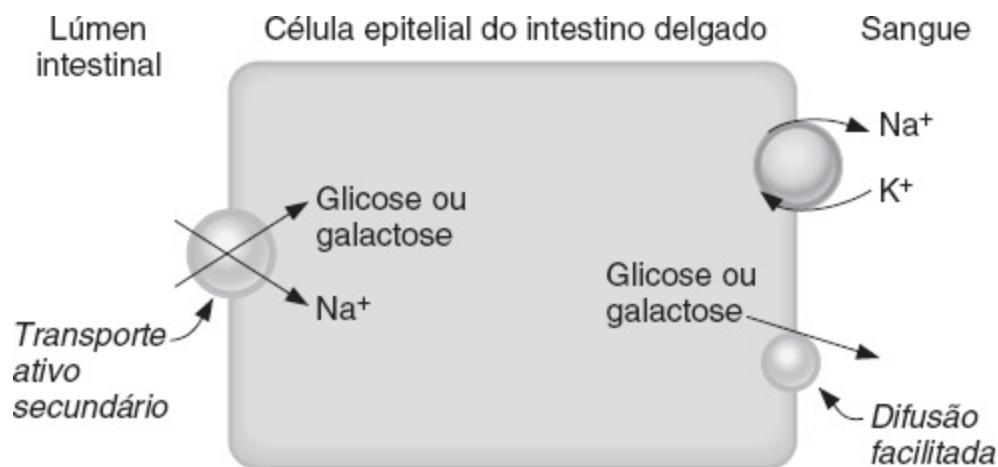 Lúmen
intestinal
Célula epitelial do intestino delgado
Sangue
Na⁺
K⁺
Glicose ou
galactose
Na⁺
Glicose ou
galactose
Transporte
ativo
secundário
Difusão
facilitada